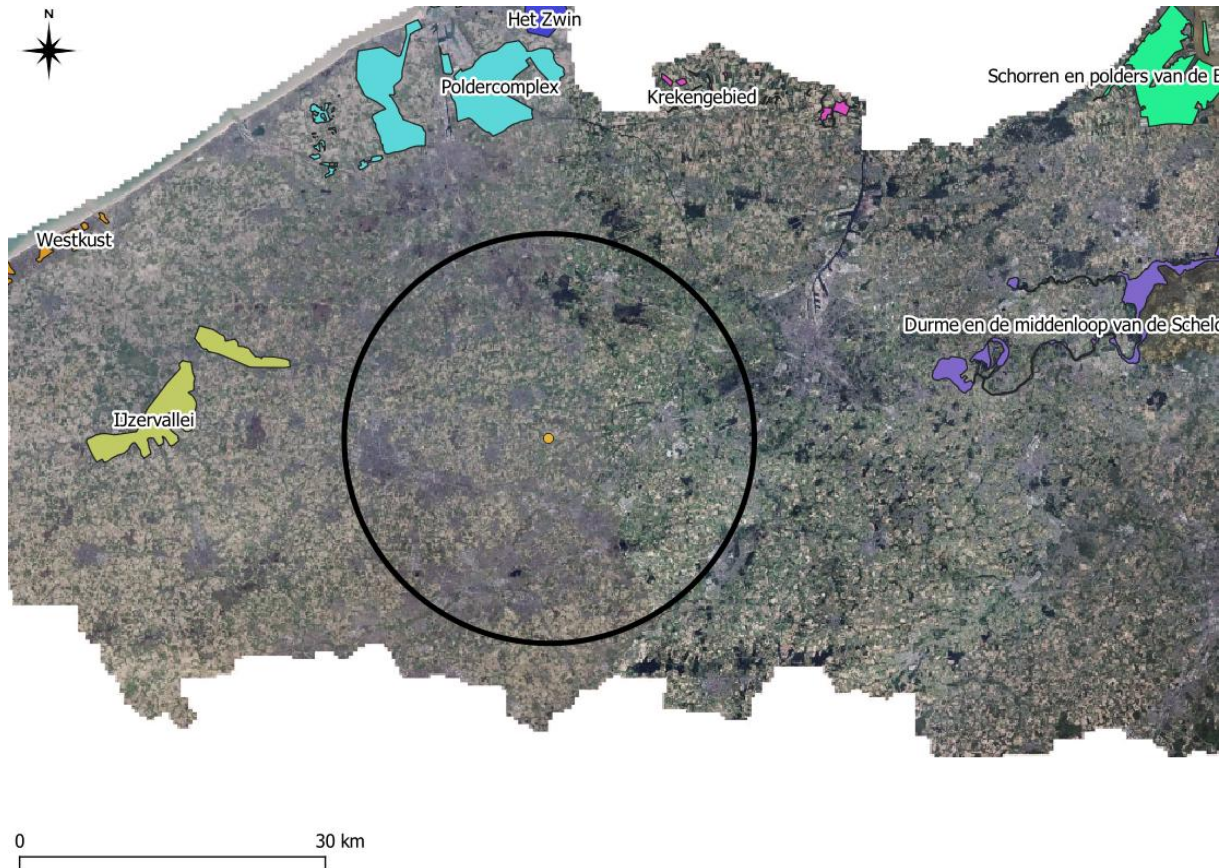 N
Het Zwin
Poldercomplex
Krekengebied
Schorren en polders van de B
Westkust
Durme en de middenloop van de Scheld
IJzervallei
0 30 km